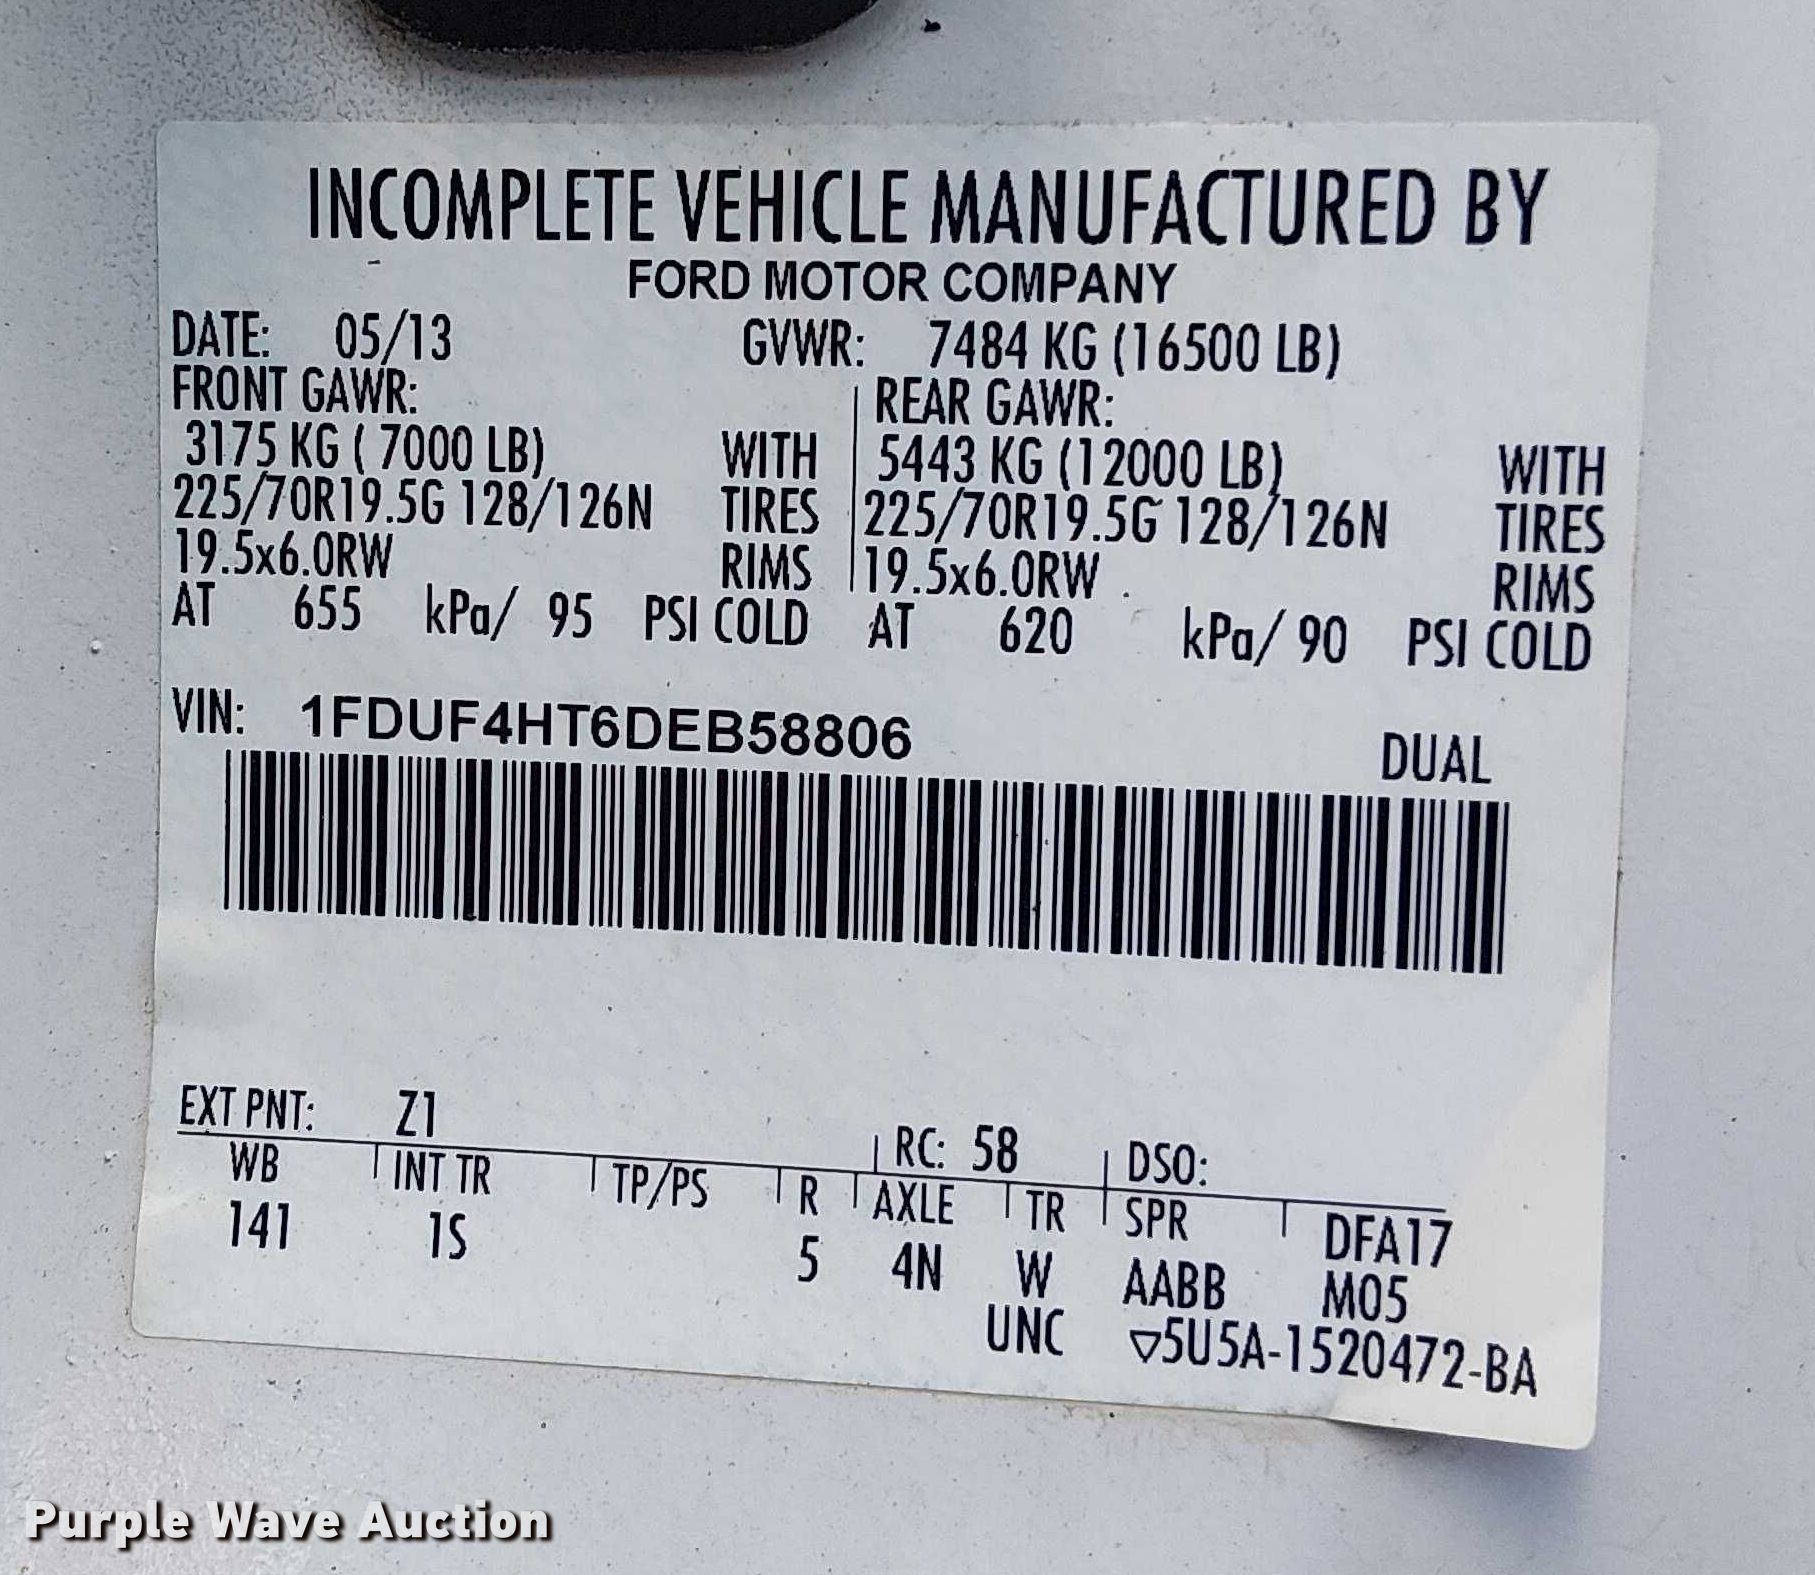 INCOMPLETE VEHICLE MANUFACTURED BY
FORD MOTOR COMPANY
DATE: 05/13 GVWR: 7484 KG (16500 LB)
FRONT GAWR: REAR GAWR:
3175 KG ( 7000 LB) WITH 5443 KG (12000 LB) WITH
225/70R19.5G 128/126N TIRES 225/70R19.5G 128/126N TIRES
19.5x6.0RW RIMS 19.5x6.0RW RIMS
AT 655 kPa/ 95 PSI COLD AT 620 kPa/ 90 PSI COLD
VIN: 1FDUF4HT6DEB58806
DUAL
EXT PNT: Z1 RC: 58 DSO:
WB INT TR TP/PS R AXLE TR SPR DFA17
141 1S 5 4N W AABB M05
UNC ▽5U5A-1520472-BA
Purple Wave Auction